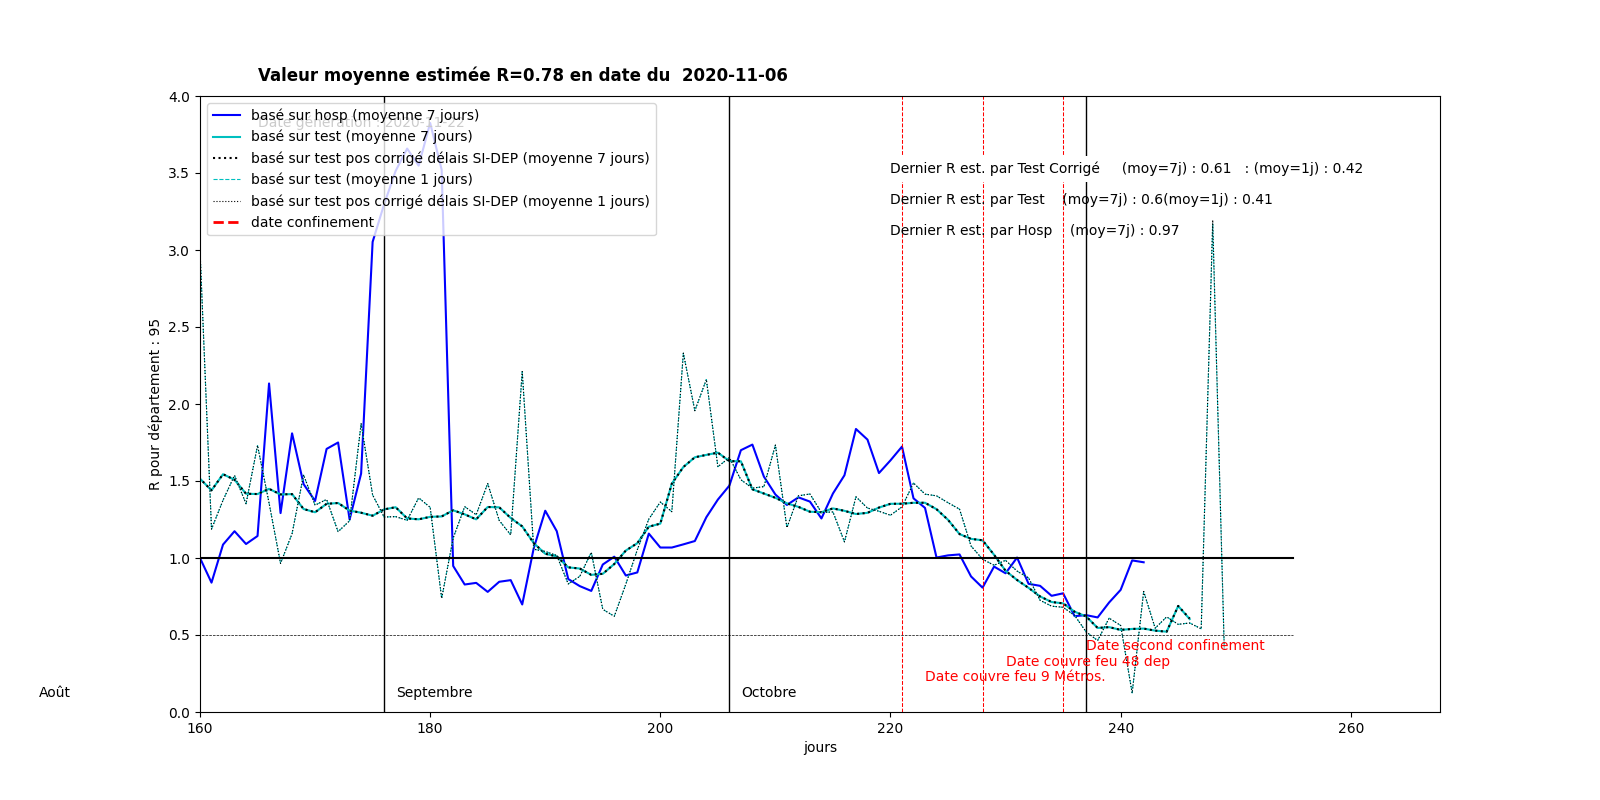 Valeur moyenne estimée R=0.78 en date du  2020-11-06
Date génération : 2020-11-22
basé sur hosp (moyenne 7 jours)
basé sur test (moyenne 7 jours)
basé sur test pos corrigé délais SI-DEP (moyenne 7 jours)
basé sur test (moyenne 1 jours)
basé sur test pos corrigé délais SI-DEP (moyenne 1 jours)
date confinement
Dernier R est. par Test Corrigé     (moy=7j) : 0.61   : (moy=1j) : 0.42
Dernier R est. par Test    (moy=7j) : 0.6(moy=1j) : 0.41
Dernier R est. par Hosp    (moy=7j) : 0.97
R pour département : 95
4.0
3.5
3.0
2.5
2.0
1.5
1.0
0.5
0.0
Date second confinement
Date couvre feu 48 dep
Date couvre feu 9 Métros.
Août
Septembre
Octobre
160
180
200
220
240
260
jours